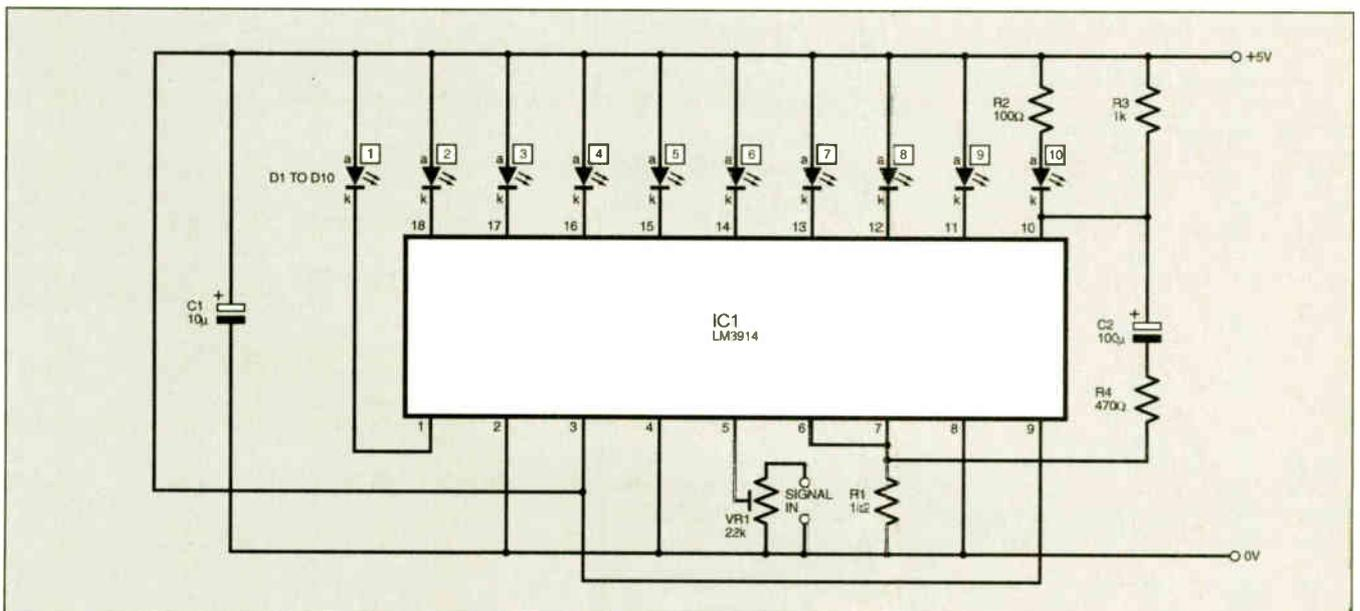 +5V
R2
100Ω
R3
1k
1
2
3
4
5
6
7
8
9
10
a
a
a
a
a
a
a
a
a
a
D1 TO D10
k
k
k
k
k
k
k
k
k
k
18
17
16
15
14
13
12
11
10
+
C1
10μ
IC1
LM3914
+
C2
100μ
R4
470Ω
1
2
3
4
5
6
7
8
9
SIGNAL
IN
VR1
22k
R1
1k2
0V